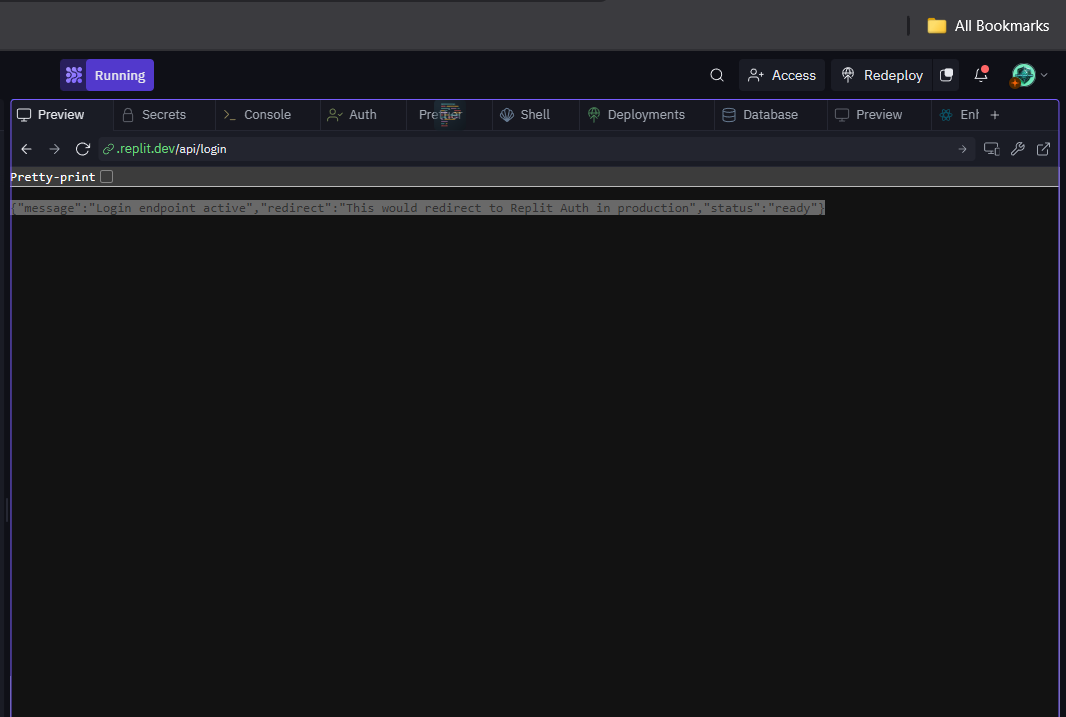 All Bookmarks
Running
Access
Redeploy
Preview
Secrets
Console
Auth
Prettier
Shell
Deployments
Database
Preview
Enh
.replit.dev/api/login
Pretty-print
{"message":"Login endpoint active","redirect":"This would redirect to Replit Auth in production","status":"ready"}